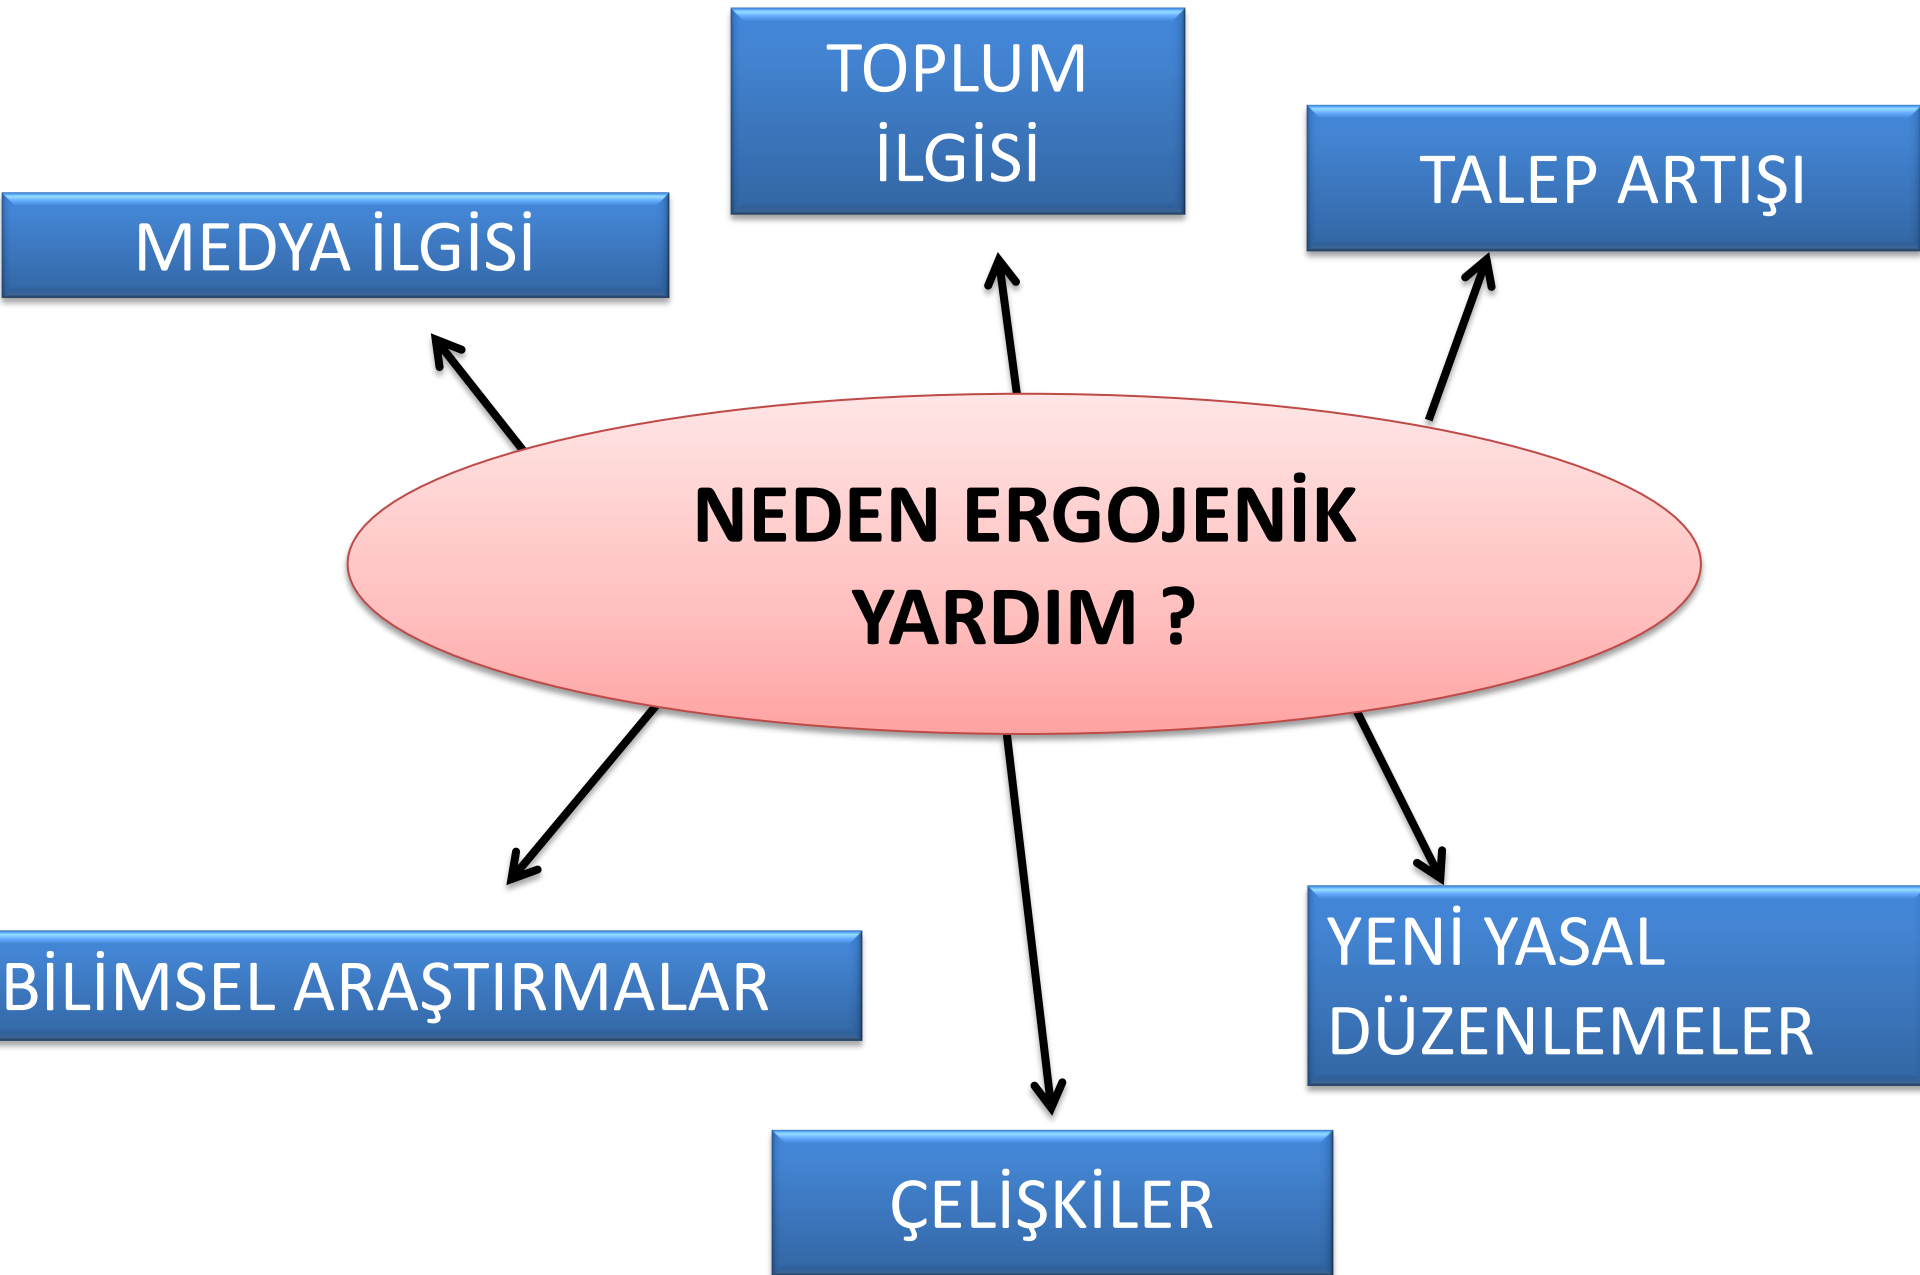 TOPLUM
İLGİSİ
TALEP ARTIŞI
MEDYA İLGİSİ
NEDEN ERGOJENİK
YARDIM ?
BİLİMSEL ARAŞTIRMALAR
YENİ YASAL
DÜZENLEMELER
ÇELİŞKİLER